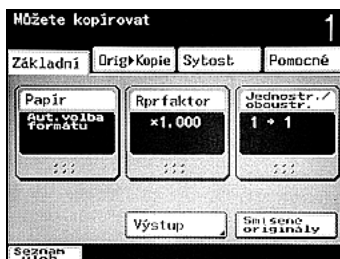 Můžete kopírovat 1
Základní Orig▸Kopie Sytost Pomocné
Papír Rprfaktor Jednostr./
oboustr.
Aut.volba
formátu
×1.000 1 → 1
Výstup Smíšené
originály
Seznam
úloh